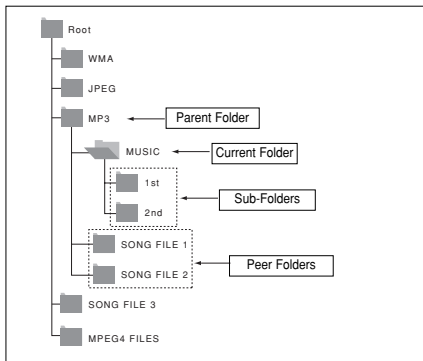 Root
WMA
JPEG
MP3
Parent Folder
MUSIC
Current Folder
1st
Sub-Folders
2nd
SONG FILE 1
Peer Folders
SONG FILE 2
SONG FILE 3
MPEG4 FILES